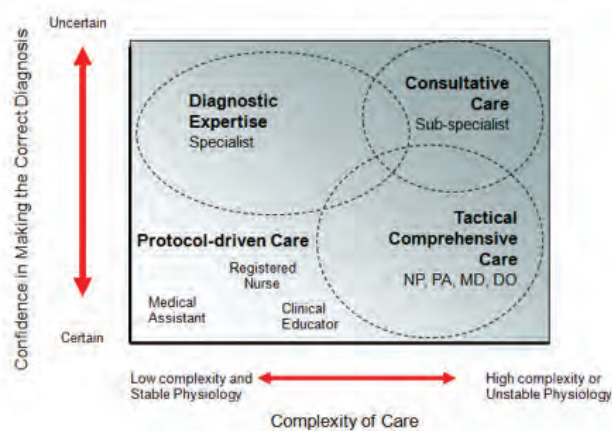 Uncertain
Confidence in Making the Correct Diagnosis
Certain
Diagnostic
Expertise
Specialist
Consultative
Care
Sub-specialist
Protocol-driven Care
Registered
Nurse
Medical
Assistant
Clinical
Educator
Tactical
Comprehensive
Care
NP, PA, MD, DO
Low complexity and
Stable Physiology
High complexity or
Unstable Physiology
Complexity of Care